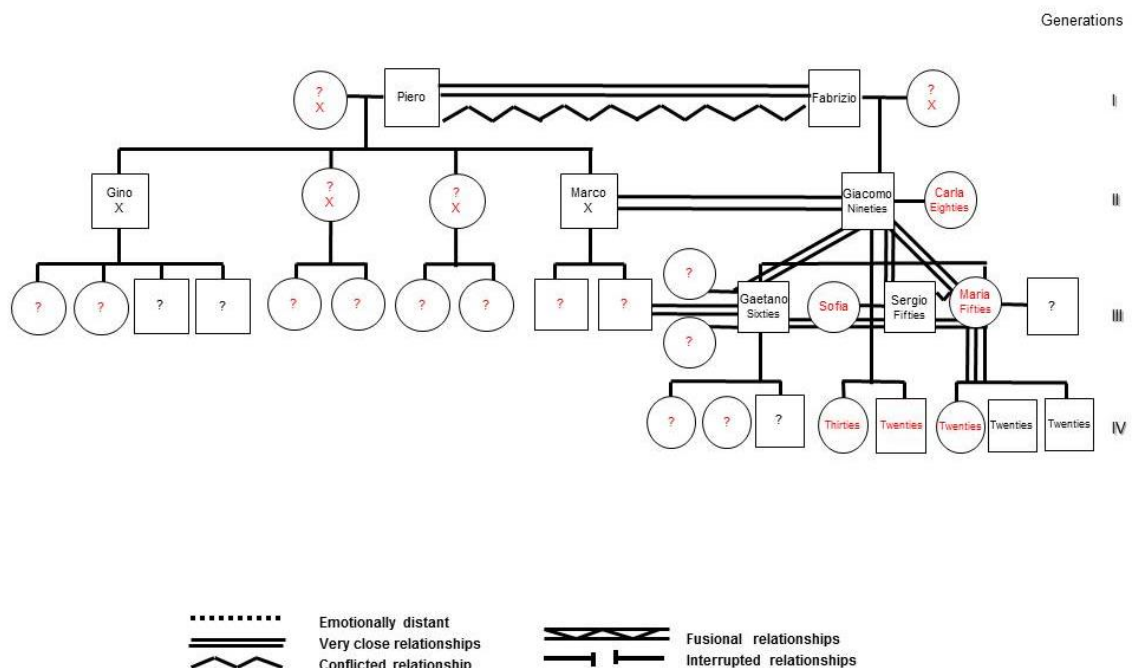 Generations
?
X
Piero
Fabrizio
?
X
I
Gino
X
?
X
?
X
Marco
X
Giacomo
Nineties
Carla
Eighties
II
?
?
?
?
?
?
?
?
?
?
?
?
Gaetano
Sixties
Sofia
Sergio
Fifties
Maria
Fifties
?
III
?
?
?
Thirties
Twenties
Twenties
Twenties
Twenties
IV
Emotionally distant
Very close relationships
Conflicted relationship
Fusional relationships
Interrupted relationships